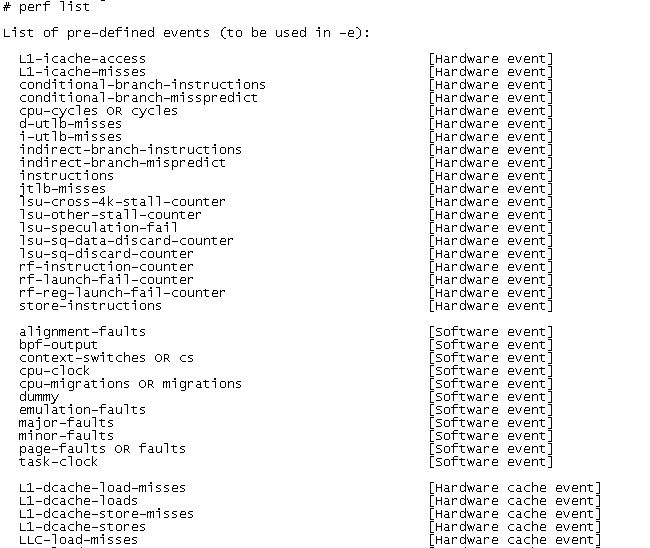 # perf list
List of pre-defined events (to be used in -e):
L1-icache-access [Hardware event]
L1-icache-misses [Hardware event]
conditional-branch-instructions [Hardware event]
conditional-branch-misspredict [Hardware event]
cpu-cycles OR cycles [Hardware event]
d-utlb-misses [Hardware event]
i-utlb-misses [Hardware event]
indirect-branch-instructions [Hardware event]
indirect-branch-mispredict [Hardware event]
instructions [Hardware event]
jtlb-misses [Hardware event]
lsu-cross-4k-stall-counter [Hardware event]
lsu-other-stall-counter [Hardware event]
lsu-speculation-fail [Hardware event]
lsu-sq-data-discard-counter [Hardware event]
lsu-sq-discard-counter [Hardware event]
rf-instruction-counter [Hardware event]
rf-launch-fail-counter [Hardware event]
rf-reg-launch-fail-counter [Hardware event]
store-instructions [Hardware event]
alignment-faults [Software event]
bpf-output [Software event]
context-switches OR cs [Software event]
cpu-clock [Software event]
cpu-migrations OR migrations [Software event]
dummy [Software event]
emulation-faults [Software event]
major-faults [Software event]
minor-faults [Software event]
page-faults OR faults [Software event]
task-clock [Software event]
L1-dcache-load-misses [Hardware cache event]
L1-dcache-loads [Hardware cache event]
L1-dcache-store-misses [Hardware cache event]
L1-dcache-stores [Hardware cache event]
LLC-load-misses [Hardware cache event]